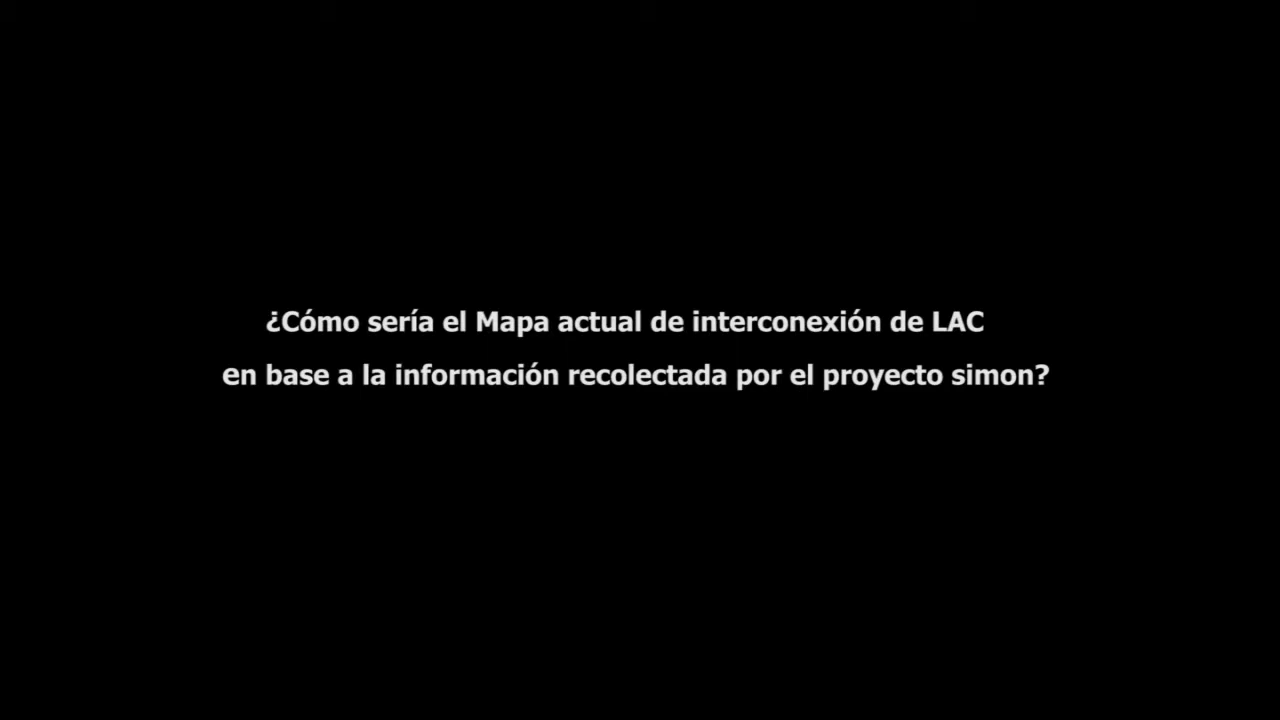 ¿Cómo sería el Mapa actual de interconexión de LAC
en base a la información recolectada por el proyecto simon?